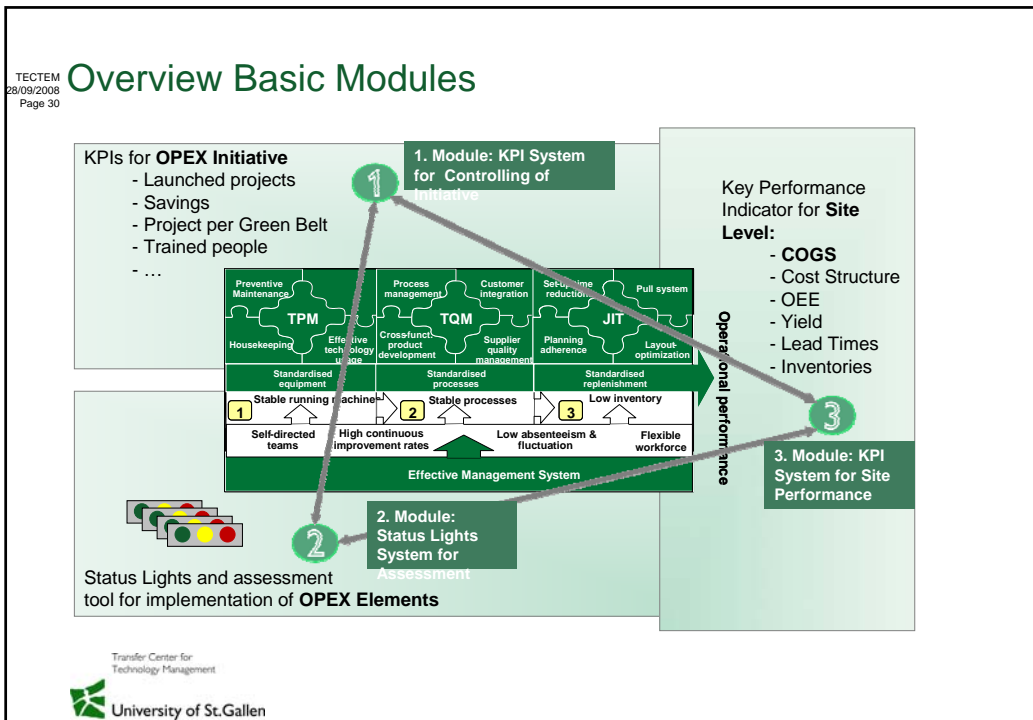 TECTEM
28/09/2008
Page 30
Overview Basic Modules
KPIs for OPEX Initiative
- Launched projects
- Savings
- Project per Green Belt
- Trained people
- ...
1
1. Module: KPI System
for Controlling of
Initiative
Key Performance
Indicator for Site
Level:
- COGS
- Cost Structure
- OEE
- Yield
- Lead Times
- Inventories
Preventive
Maintenance
Process
management
Customer
integration
Set-up time
reduction
Pull system
TPM
TQM
JIT
Housekeeping
Effective
technology
usage
Cross-funct.
product
development
Supplier
quality
management
Planning
adherence
Layout-
optimization
Standardised
equipment
Standardised
processes
Standardised
replenishment
1
Stable running machines
2
Stable processes
3
Low inventory
Self-directed
teams
High continuous
improvement rates
Low absenteeism &
fluctuation
Flexible
workforce
Effective Management System
Operational performance
3
3. Module: KPI
System for Site
Performance
2
2. Module:
Status Lights
System for
Assessment
Status Lights and assessment
tool for implementation of OPEX Elements
Transfer Center for
Technology Management
University of St.Gallen